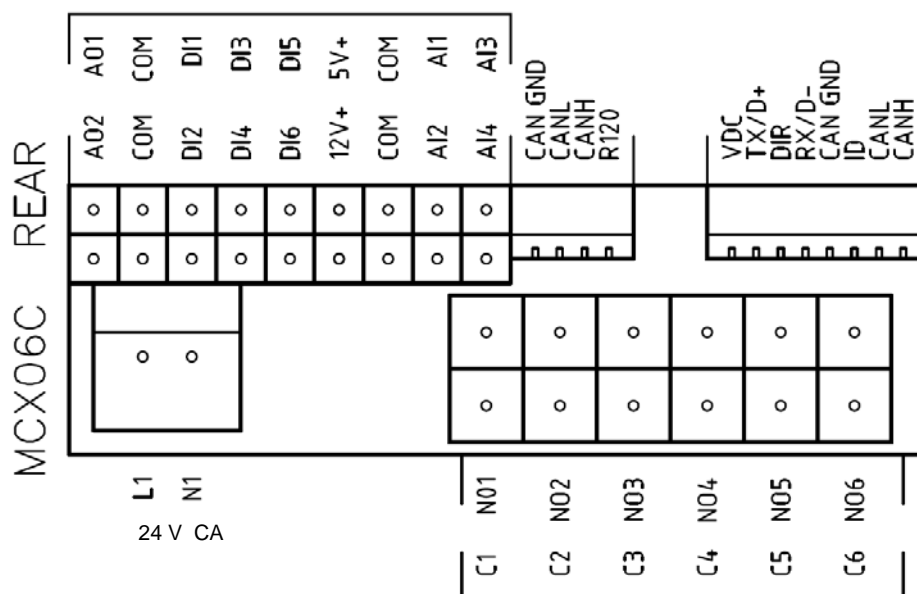 AO1 COM DI1 DI3 DI5 5V+ COM AI1 AI3
AO2 COM DI2 DI4 DI6 12V+ COM AI2 AI4
CAN GND
CANL
CANH
R120
VDC
TX/D+
DIR
RX/D-
CAN GND
ID
CANL
CANH
MCX06C REAR
L1 N1
24 V CA
NO1 NO2 NO3 NO4 NO5 NO6
C1 C2 C3 C4 C5 C6